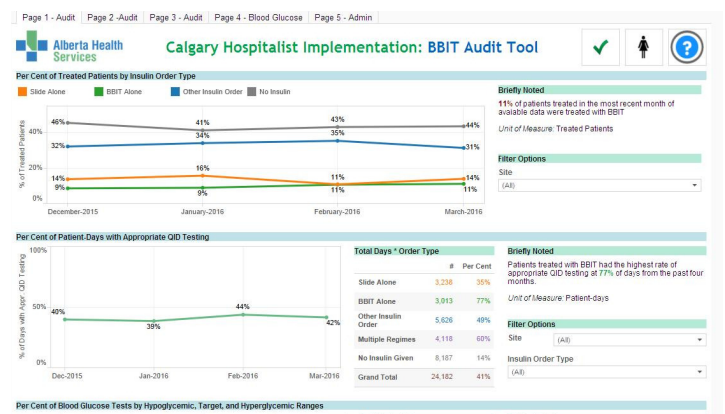 Page 1 - Audit Page 2 -Audit Page 3 - Audit Page 4 - Blood Glucose Page 5 - Admin
Alberta Health
Services
Calgary Hospitalist Implementation: BBIT Audit Tool
?
Per Cent of Treated Patients by Insulin Order Type
Slide Alone BBIT Alone Other Insulin Order No Insulin
% of Treated Patients
40%
20%
0%
46% 41% 43% 44%
32% 34% 35% 31%
14% 16% 11% 14%
9% 9% 11% 11%
December-2015 January-2016 February-2016 March-2016
Briefly Noted
11% of patients treated in the most recent month of
avaiable data were treated with BBIT
Unit of Measure: Treated Patients
Filter Options
Site
(All)
Per Cent of Patient-Days with Appropriate QID Testing
% of Days with Appr. QID Testing
100%
50%
0%
40% 39% 44% 42%
Dec-2015 Jan-2016 Feb-2016 Mar-2016
Total Days * Order Type
# Per Cent
Slide Alone 3,238 35%
BBIT Alone 3,013 77%
Other Insulin
Order 5,626 49%
Multiple Regimes 4,118 60%
No Insulin Given 8,187 14%
Grand Total 24,182 41%
Briefly Noted
Patients treated with BBIT had the highest rate of
appropriate QID testing at 77% of days from the past four
months.
Unit of Measure: Patient-days
Filter Options
Site (All)
Insulin Order Type
(All)
Per Cent of Blood Glucose Tests by Hypoglycemic, Target, and Hyperglycemic Ranges